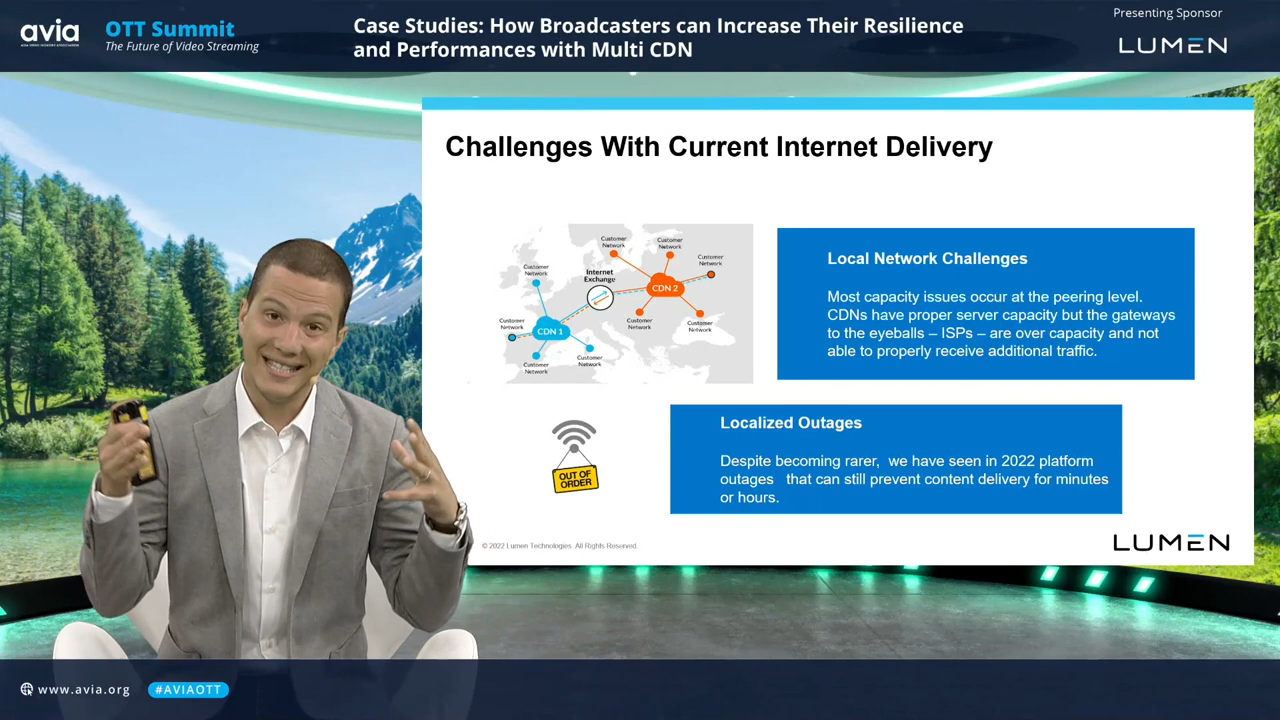 avia
ASIA VIDEO INDUSTRY ASSOCIATION
OTT Summit
The Future of Video Streaming
Case Studies: How Broadcasters can Increase Their Resilience
and Performances with Multi CDN
Presenting Sponsor
LUMEN
Challenges With Current Internet Delivery
Customer
Network
Customer
Network
Customer
Network
Customer
Network
Internet
Exchange
CDN 2
Customer
Network
CDN 1
Customer
Network
Customer
Network
Customer
Network
Customer
Network
Local Network Challenges
Most capacity issues occur at the peering level.
CDNs have proper server capacity but the gateways
to the eyeballs – ISPs – are over capacity and not
able to properly receive additional traffic.
OUT OF
ORDER
Localized Outages
Despite becoming rarer, we have seen in 2022 platform
outages that can still prevent content delivery for minutes
or hours.
© 2022 Lumen Technologies. All Rights Reserved.
LUMEN
www.avia.org
#AVIAOTT